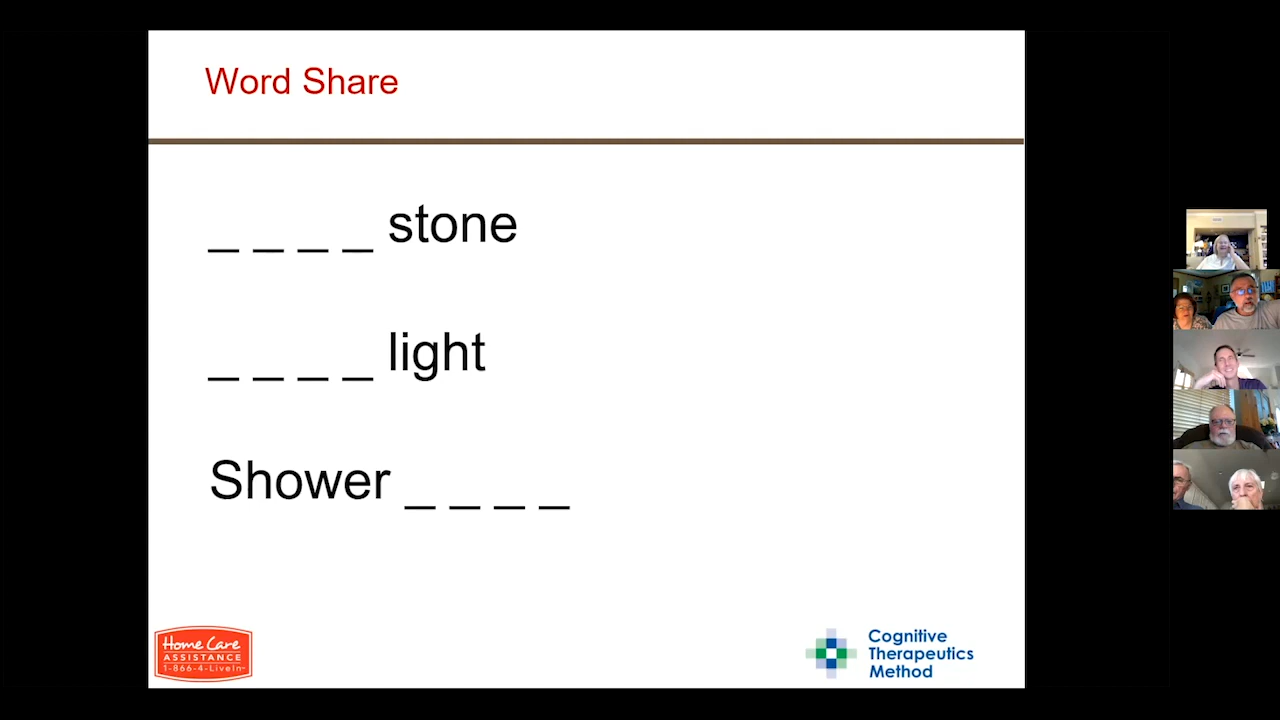 Word Share
_ _ _ _ stone
_ _ _ _ light
Shower _ _ _ _
Home Care
ASSISTANCE
1-866-4-LiveIn
Cognitive
Therapeutics
Method